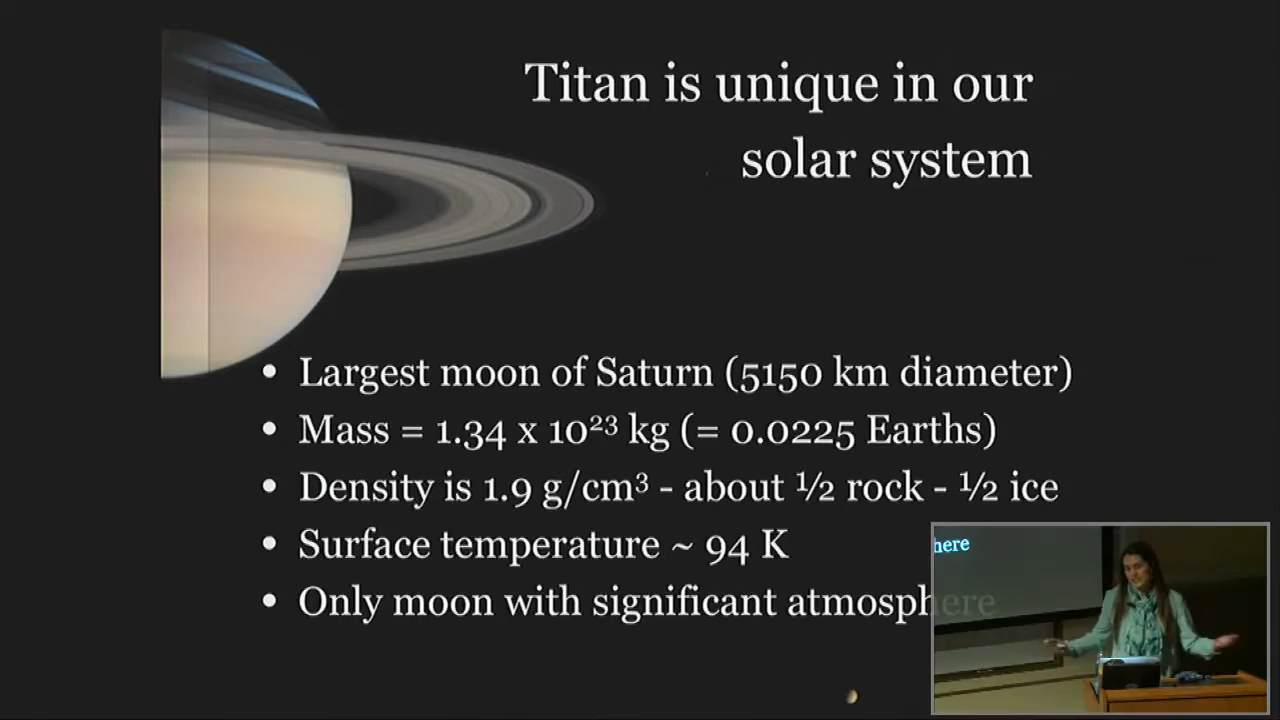 Titan is unique in our
solar system
• Largest moon of Saturn (5150 km diameter)
• Mass = 1.34 x 10²³ kg (= 0.0225 Earths)
• Density is 1.9 g/cm³ - about ½ rock - ½ ice
• Surface temperature ~ 94 K
• Only moon with significant atmosphere
here